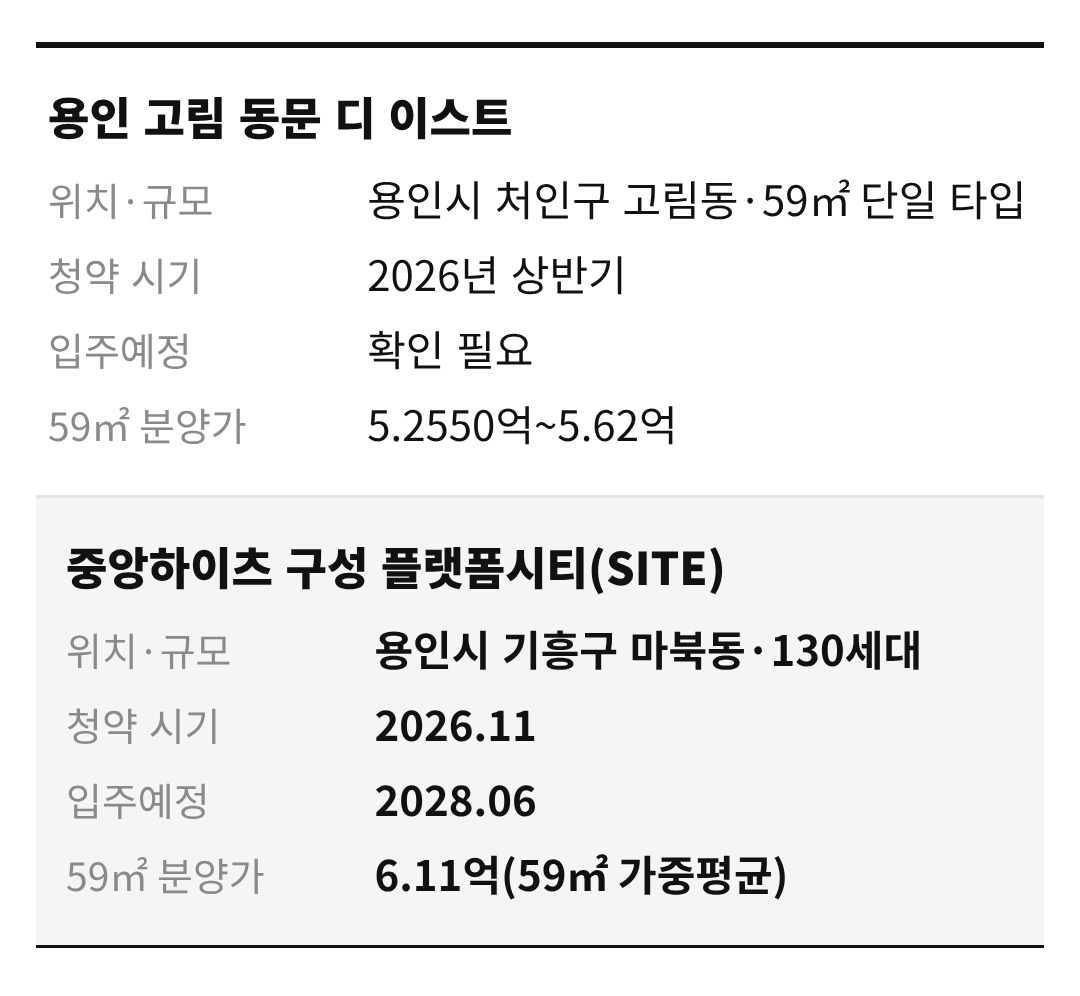 용인 고림 동문 디 이스트
위치·규모 용인시 처인구 고림동·59㎡ 단일 타입
청약 시기 2026년 상반기
입주예정 확인 필요
59㎡ 분양가 5.2550억~5.62억
중앙하이츠 구성 플랫폼시티(SITE)
위치·규모 용인시 기흥구 마북동·130세대
청약 시기 2026.11
입주예정 2028.06
59㎡ 분양가 6.11억(59㎡ 가중평균)